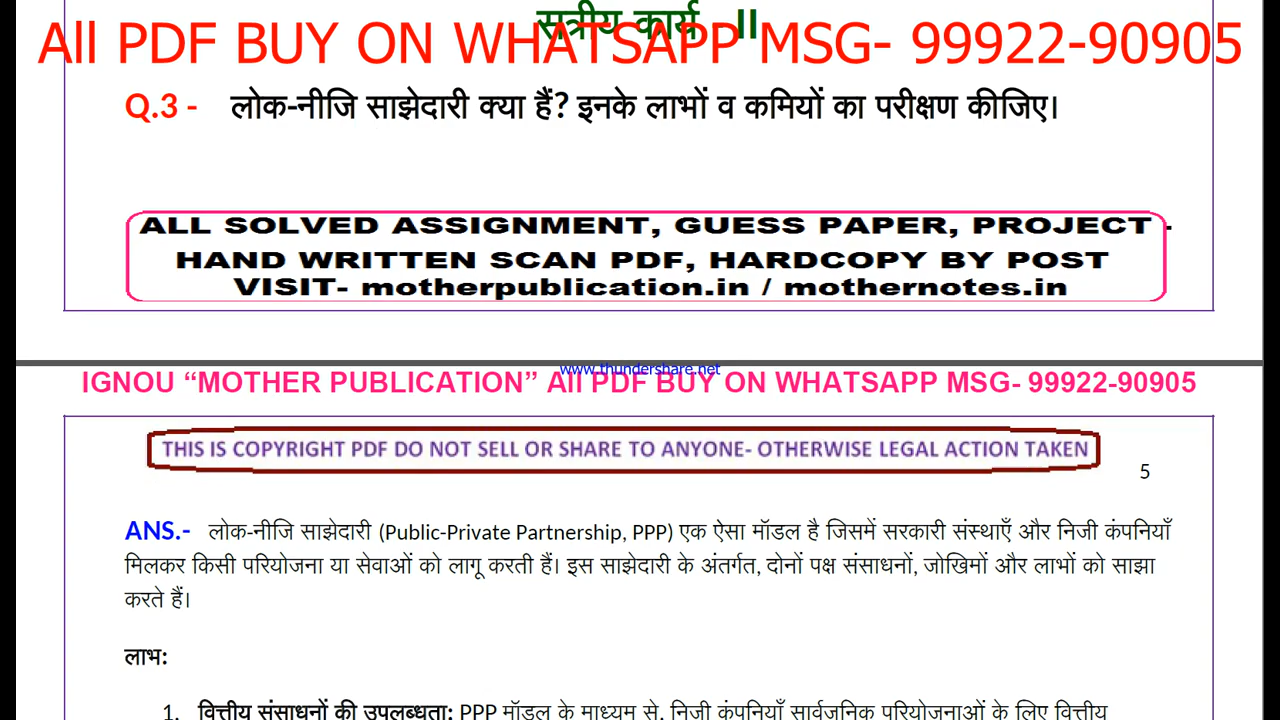 सत्रीय कार्य - II
All PDF BUY ON WHATSAPP MSG- 99922-90905
Q.3 - लोक-नीजि साझेदारी क्या हैं? इनके लाभों व कमियों का परीक्षण कीजिए।
ALL SOLVED ASSIGNMENT, GUESS PAPER, PROJECT -
HAND WRITTEN SCAN PDF, HARDCOPY BY POST
VISIT- motherpublication.in / mothernotes.in
www.thundershare.net
IGNOU “MOTHER PUBLICATION” All PDF BUY ON WHATSAPP MSG- 99922-90905
THIS IS COPYRIGHT PDF DO NOT SELL OR SHARE TO ANYONE- OTHERWISE LEGAL ACTION TAKEN
5
ANS.- लोक-नीजि साझेदारी (Public-Private Partnership, PPP) एक ऐसा मॉडल है जिसमें सरकारी संस्थाएँ और निजी कंपनियाँ
मिलकर किसी परियोजना या सेवाओं को लागू करती हैं। इस साझेदारी के अंतर्गत, दोनों पक्ष संसाधनों, जोखिमों और लाभों को साझा
करते हैं।
लाभ:
1. वित्तीय संसाधनों की उपलब्धता: PPP मॉडल के माध्यम से, निजी कंपनियाँ सार्वजनिक परियोजनाओं के लिए वित्तीय